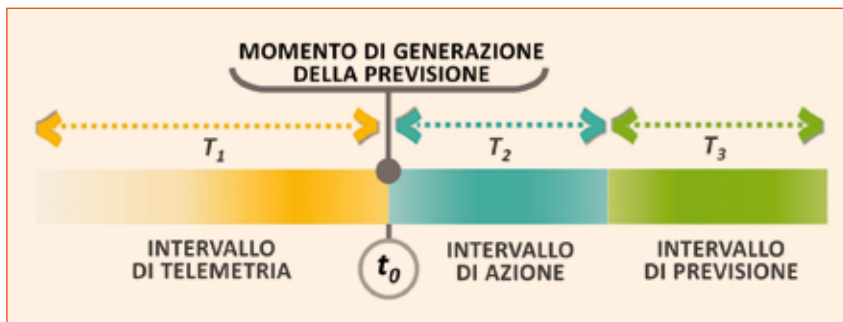 MOMENTO DI GENERAZIONE
DELLA PREVISIONE
T1
T2
T3
INTERVALLO
DI TELEMETRIA
t0
INTERVALLO
DI AZIONE
INTERVALLO
DI PREVISIONE